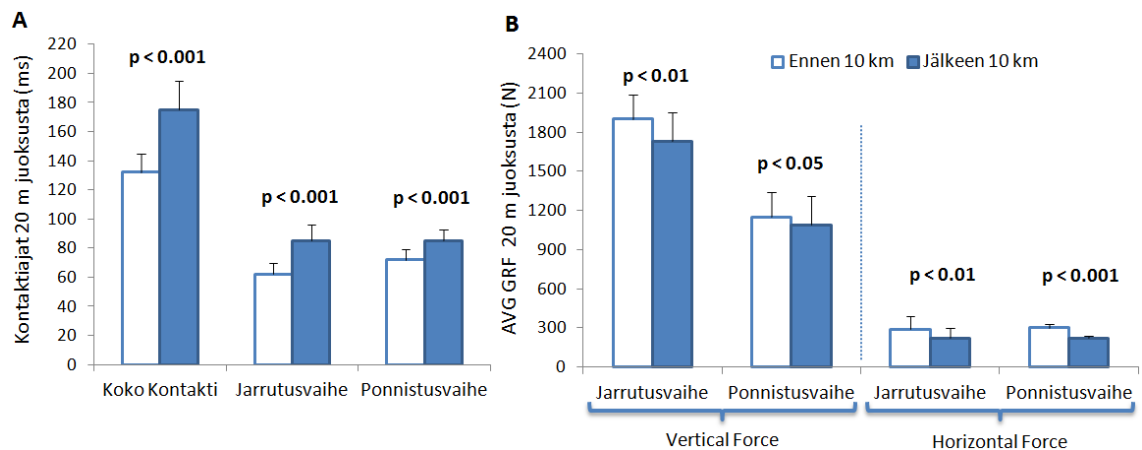 A
Kontaktiajat 20 m juoksusta (ms)
220
200
180
160
140
120
100
80
60
40
20
0
p < 0.001
p < 0.001
p < 0.001
Koko Kontakti
Jarrutusvaihe
Ponnistusvaihe
B
AVG GRF 20 m juoksusta (N)
2400
2100
1800
1500
1200
900
600
300
0
Ennen 10 km
Jälkeen 10 km
p < 0.01
p < 0.05
p < 0.01
p < 0.001
Jarrutusvaihe
Ponnistusvaihe
Jarrutusvaihe
Ponnistusvaihe
Vertical Force
Horizontal Force